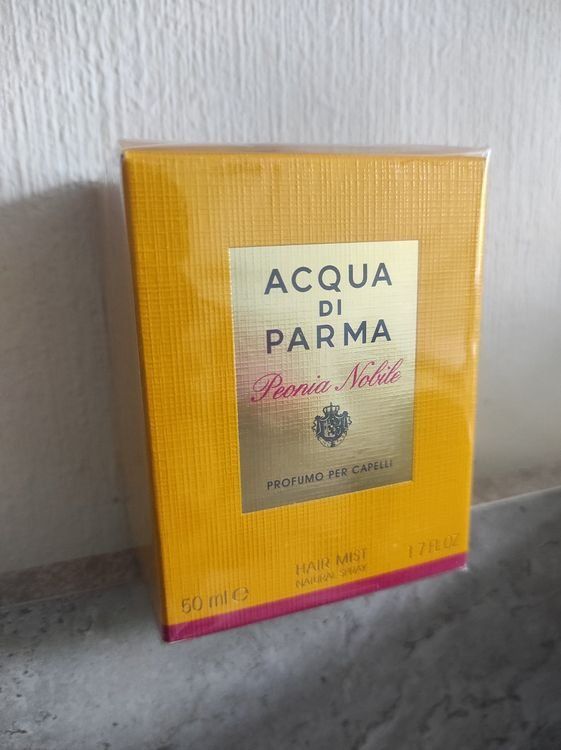 ACQUA
DI
PARMA
Peonia Nobile
PROFUMO PER CAPELLI
HAIR MIST
NATURAL SPRAY
50 ml e 1.7 FL OZ